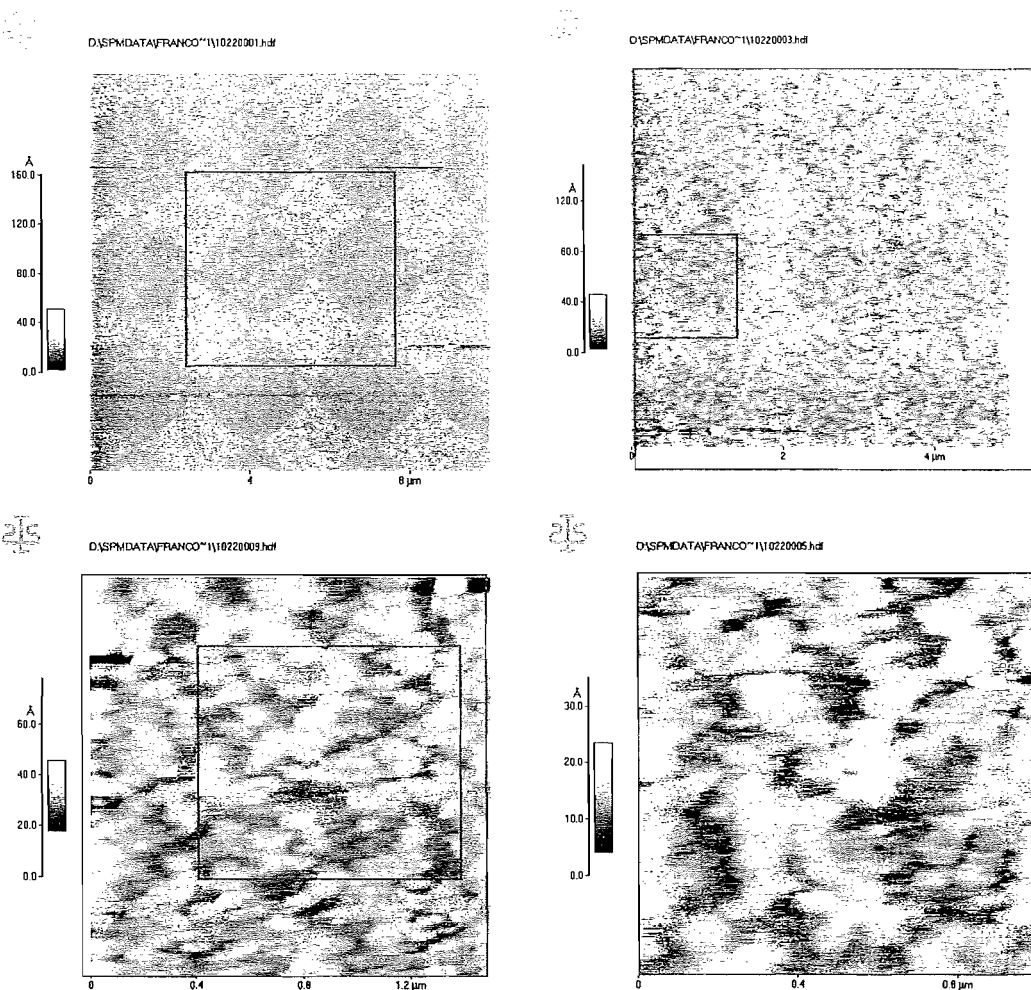 D:\SPMDATA\FRANCO~1\10220001.hdf
Å
160.0
120.0
80.0
40.0
0.0
0 4 8 µm
D:\SPMDATA\FRANCO~1\10220003.hdf
Å
120.0
60.0
40.0
0.0
0 2 4 µm
D:\SPMDATA\FRANCO~1\10220009.hdf
Å
60.0
40.0
20.0
0.0
0 0.4 0.8 1.2 µm
D:\SPMDATA\FRANCO~1\10220005.hdf
Å
30.0
20.0
10.0
0.0
0 0.4 0.8 µm